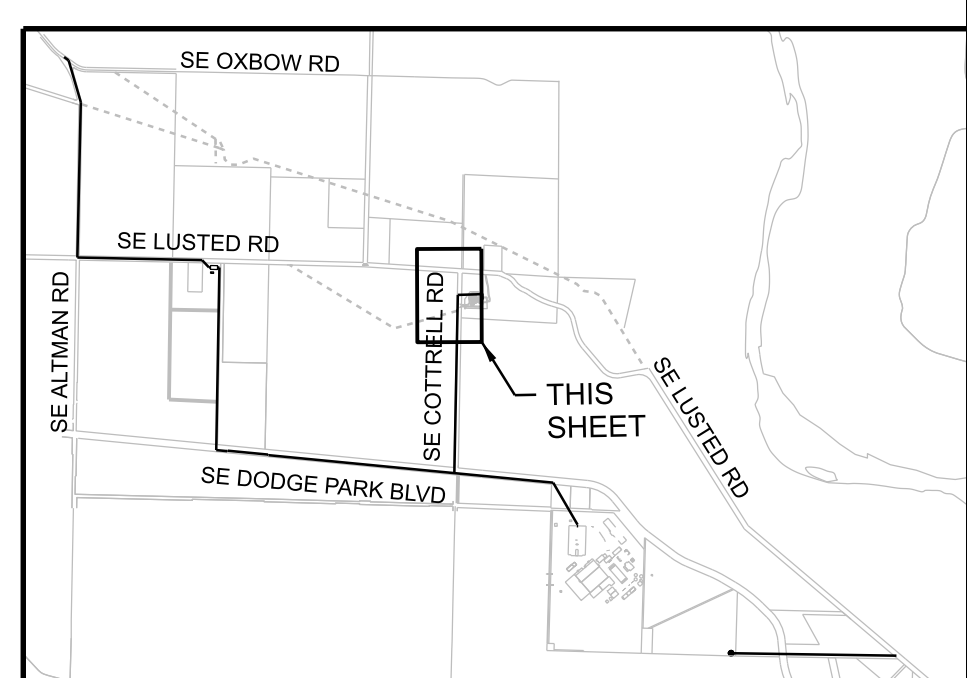 SE OXBOW RD
SE LUSTED RD
SE ALTMAN RD
SE COTTRELL RD
THIS
SHEET
SE LUSTED RD
SE DODGE PARK BLVD